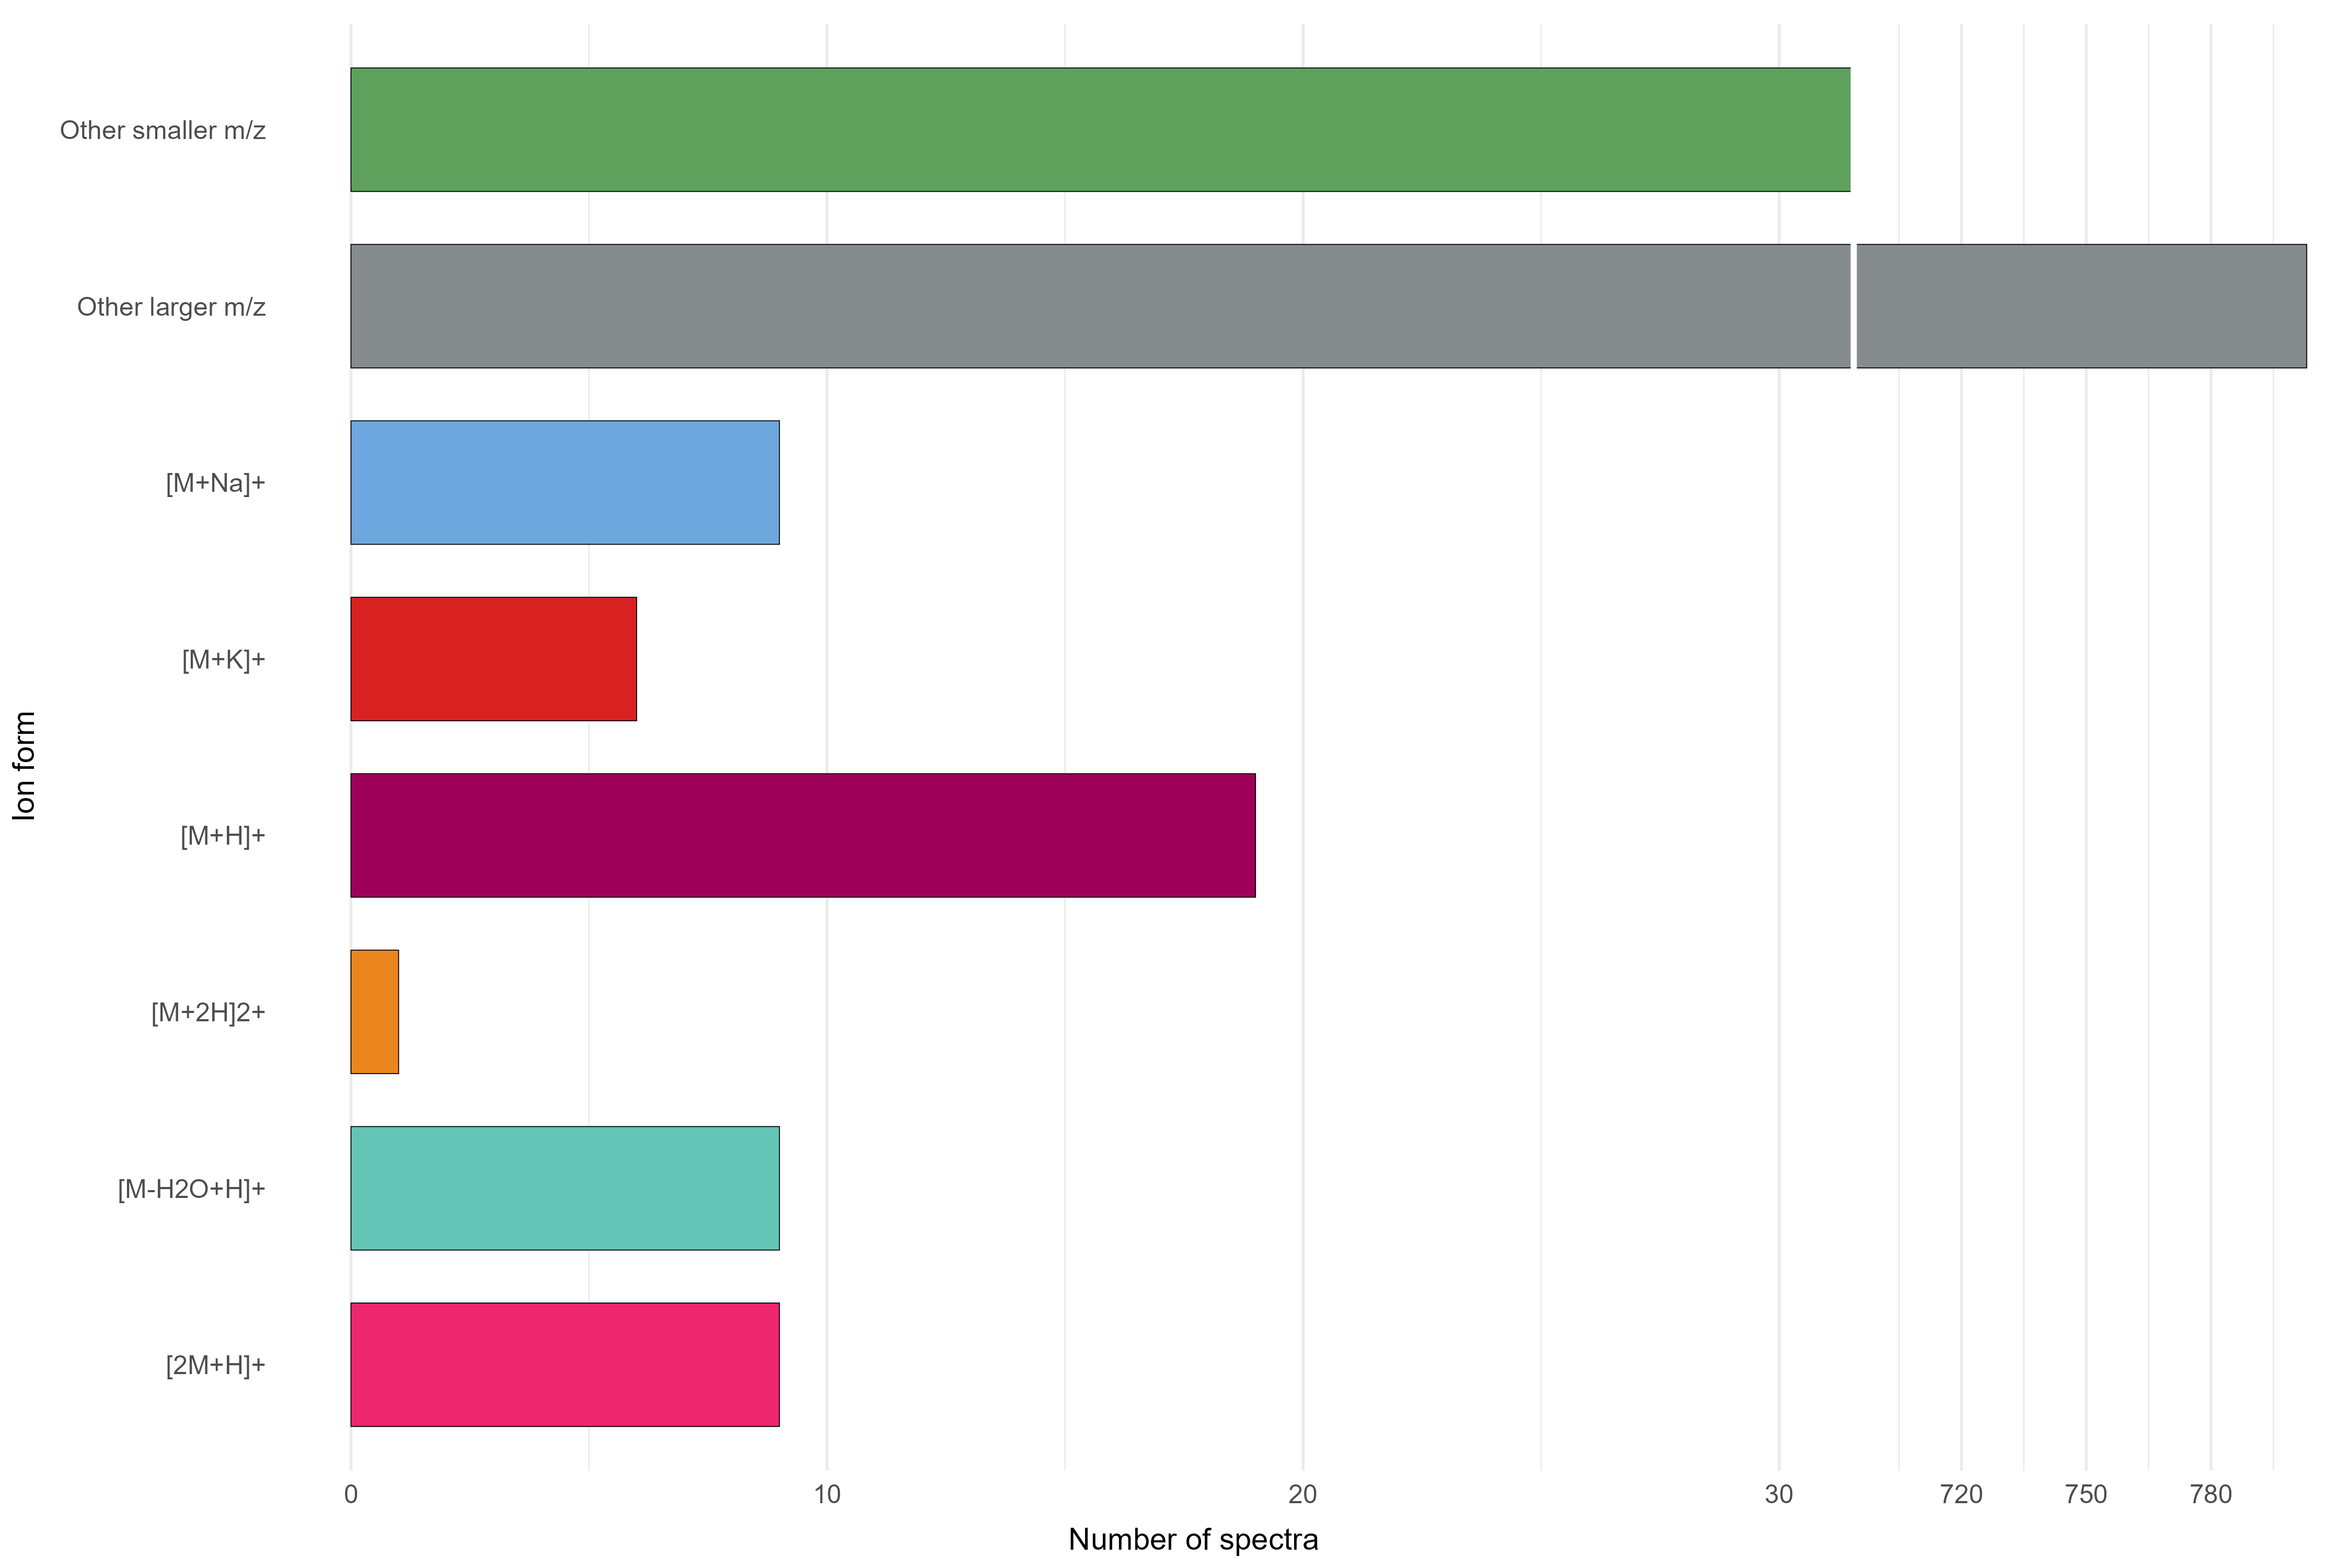 Other smaller m/z
Other larger m/z
[M+Na]+
[M+K]+
[M+H]+
[M+2H]2+
[M-H2O+H]+
[2M+H]+
Ion form
0 10 20 30 720 750 780
Number of spectra